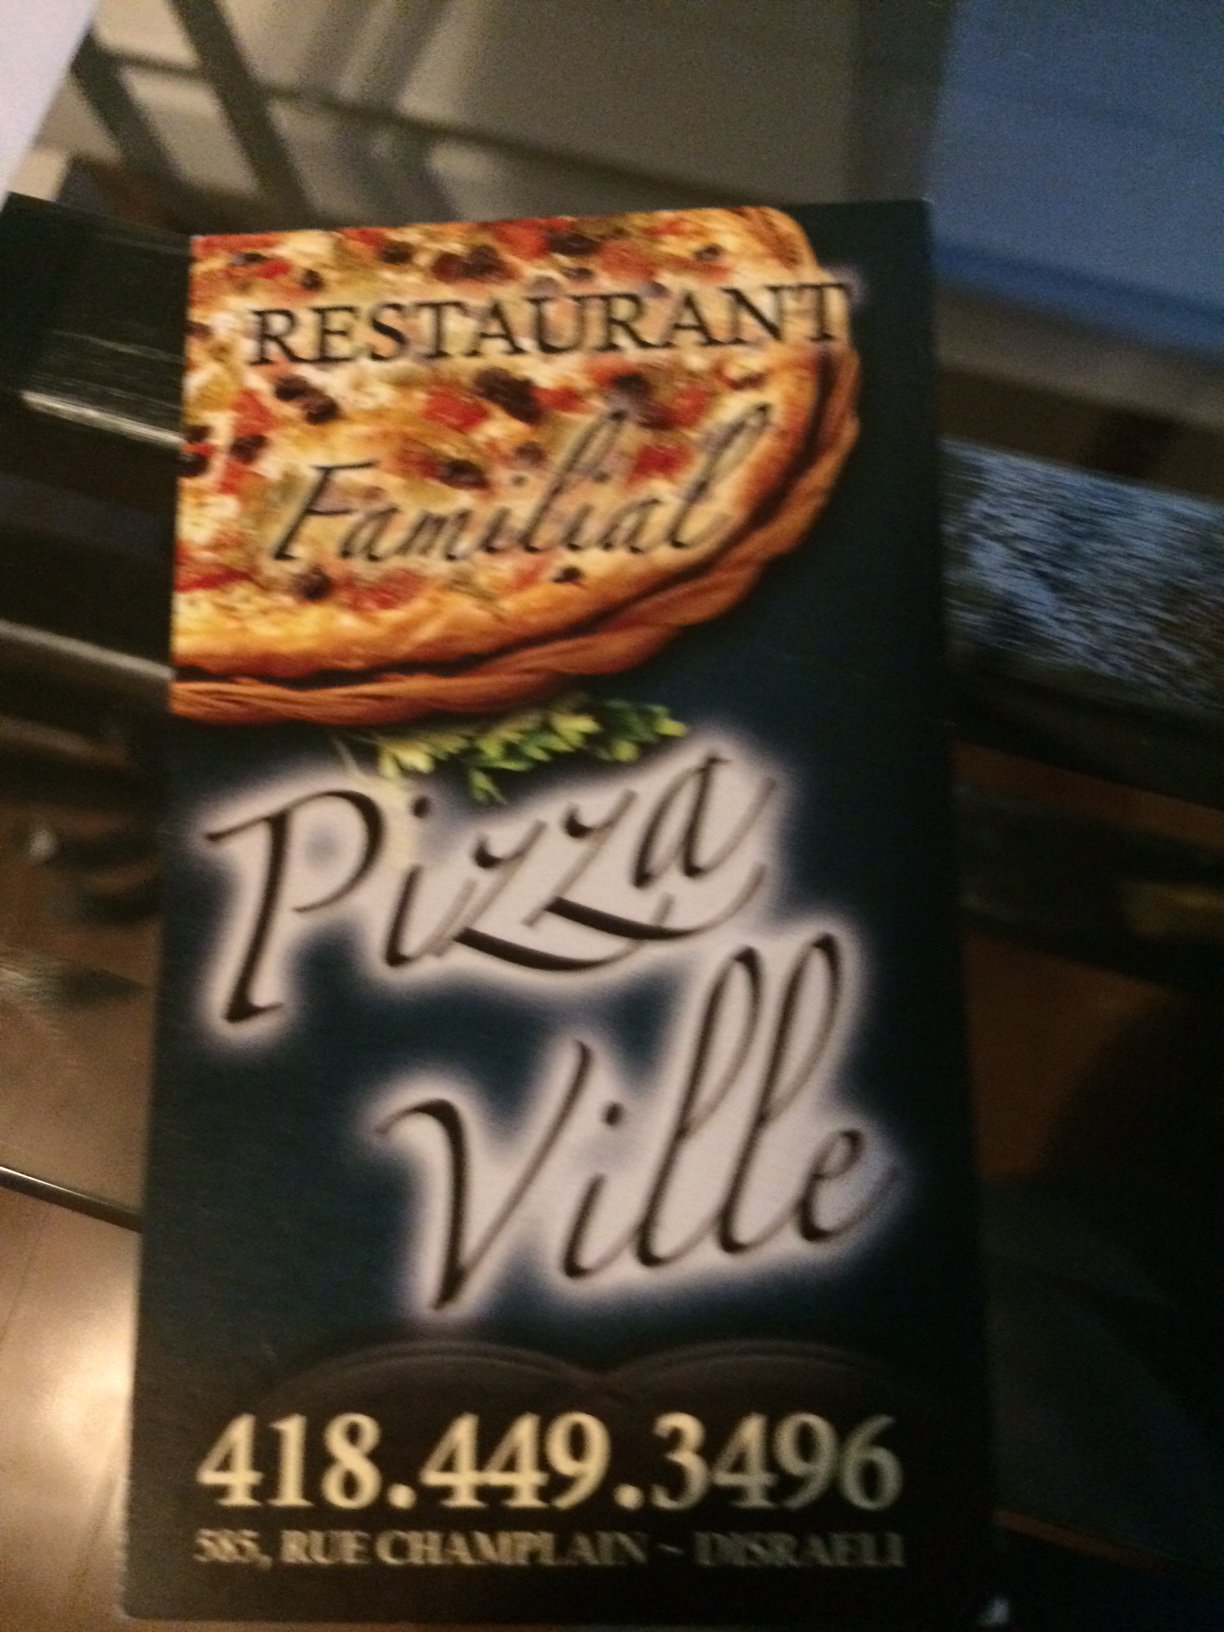 RESTAURANT
Familial
Pizza
Ville
418.449.3496
585, RUE CHAMPLAIN ~ DISRAELI